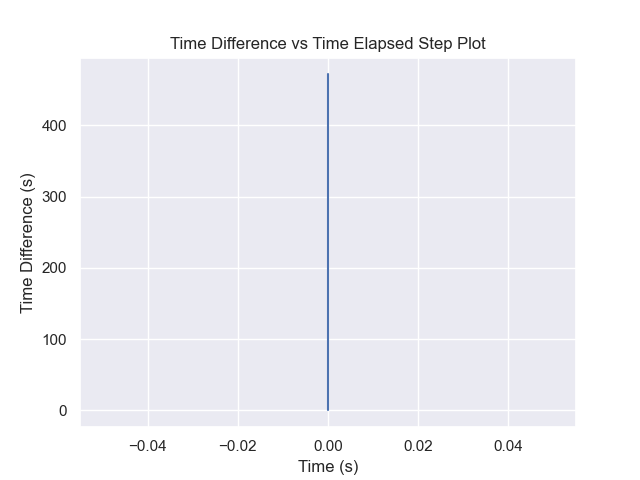 Time Difference vs Time Elapsed Step Plot
Time Difference (s)
400
300
200
100
0
−0.04 −0.02 0.00 0.02 0.04
Time (s)